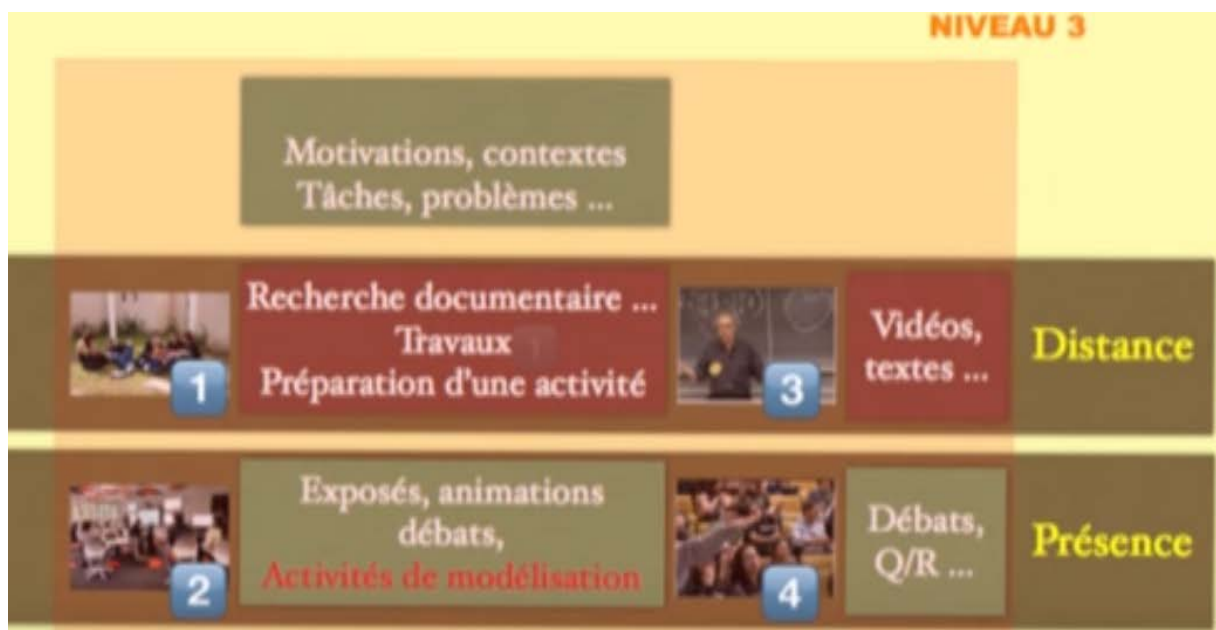 NIVEAU 3
Motivations, contextes
Tâches, problèmes ...
Recherche documentaire ...
Travaux
Préparation d'une activité
1
3
Vidéos,
textes ...
Distance
Exposés, animations
débats,
Activités de modélisation
2
4
Débats,
Q/R ...
Présence